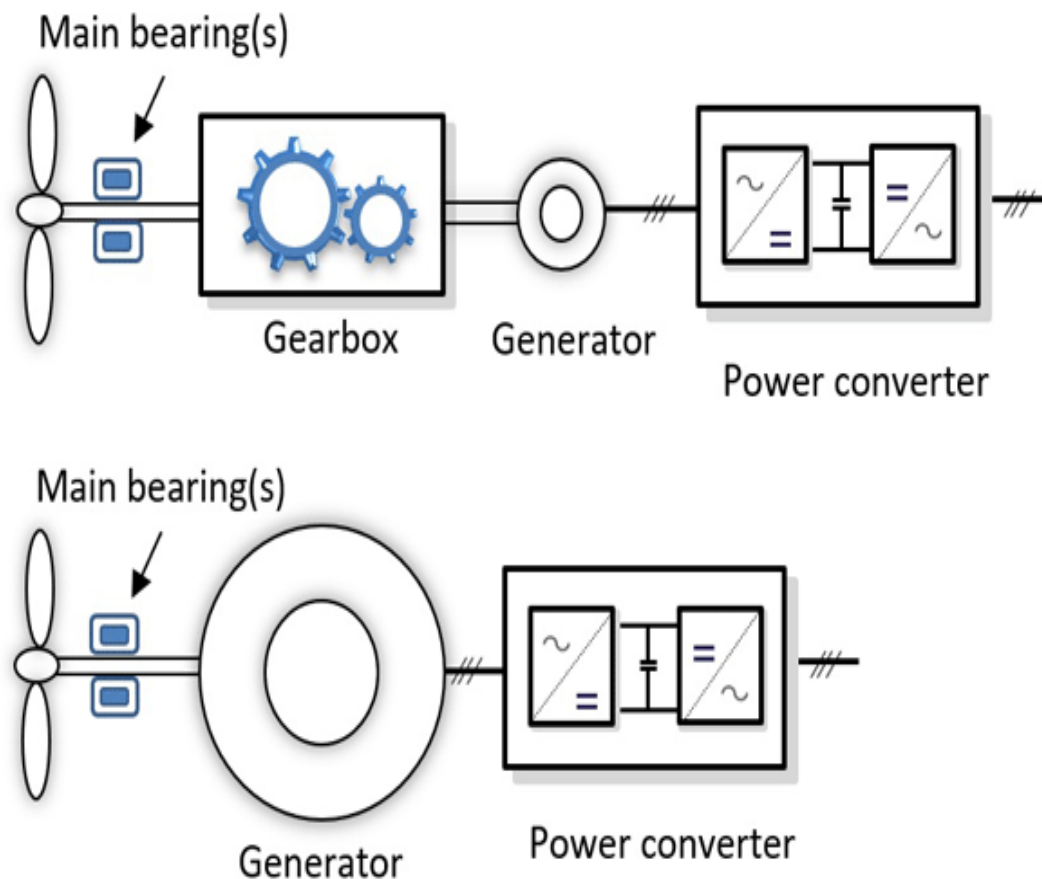 Main bearing(s)
Gearbox
Generator
Power converter
Main bearing(s)
Generator
Power converter